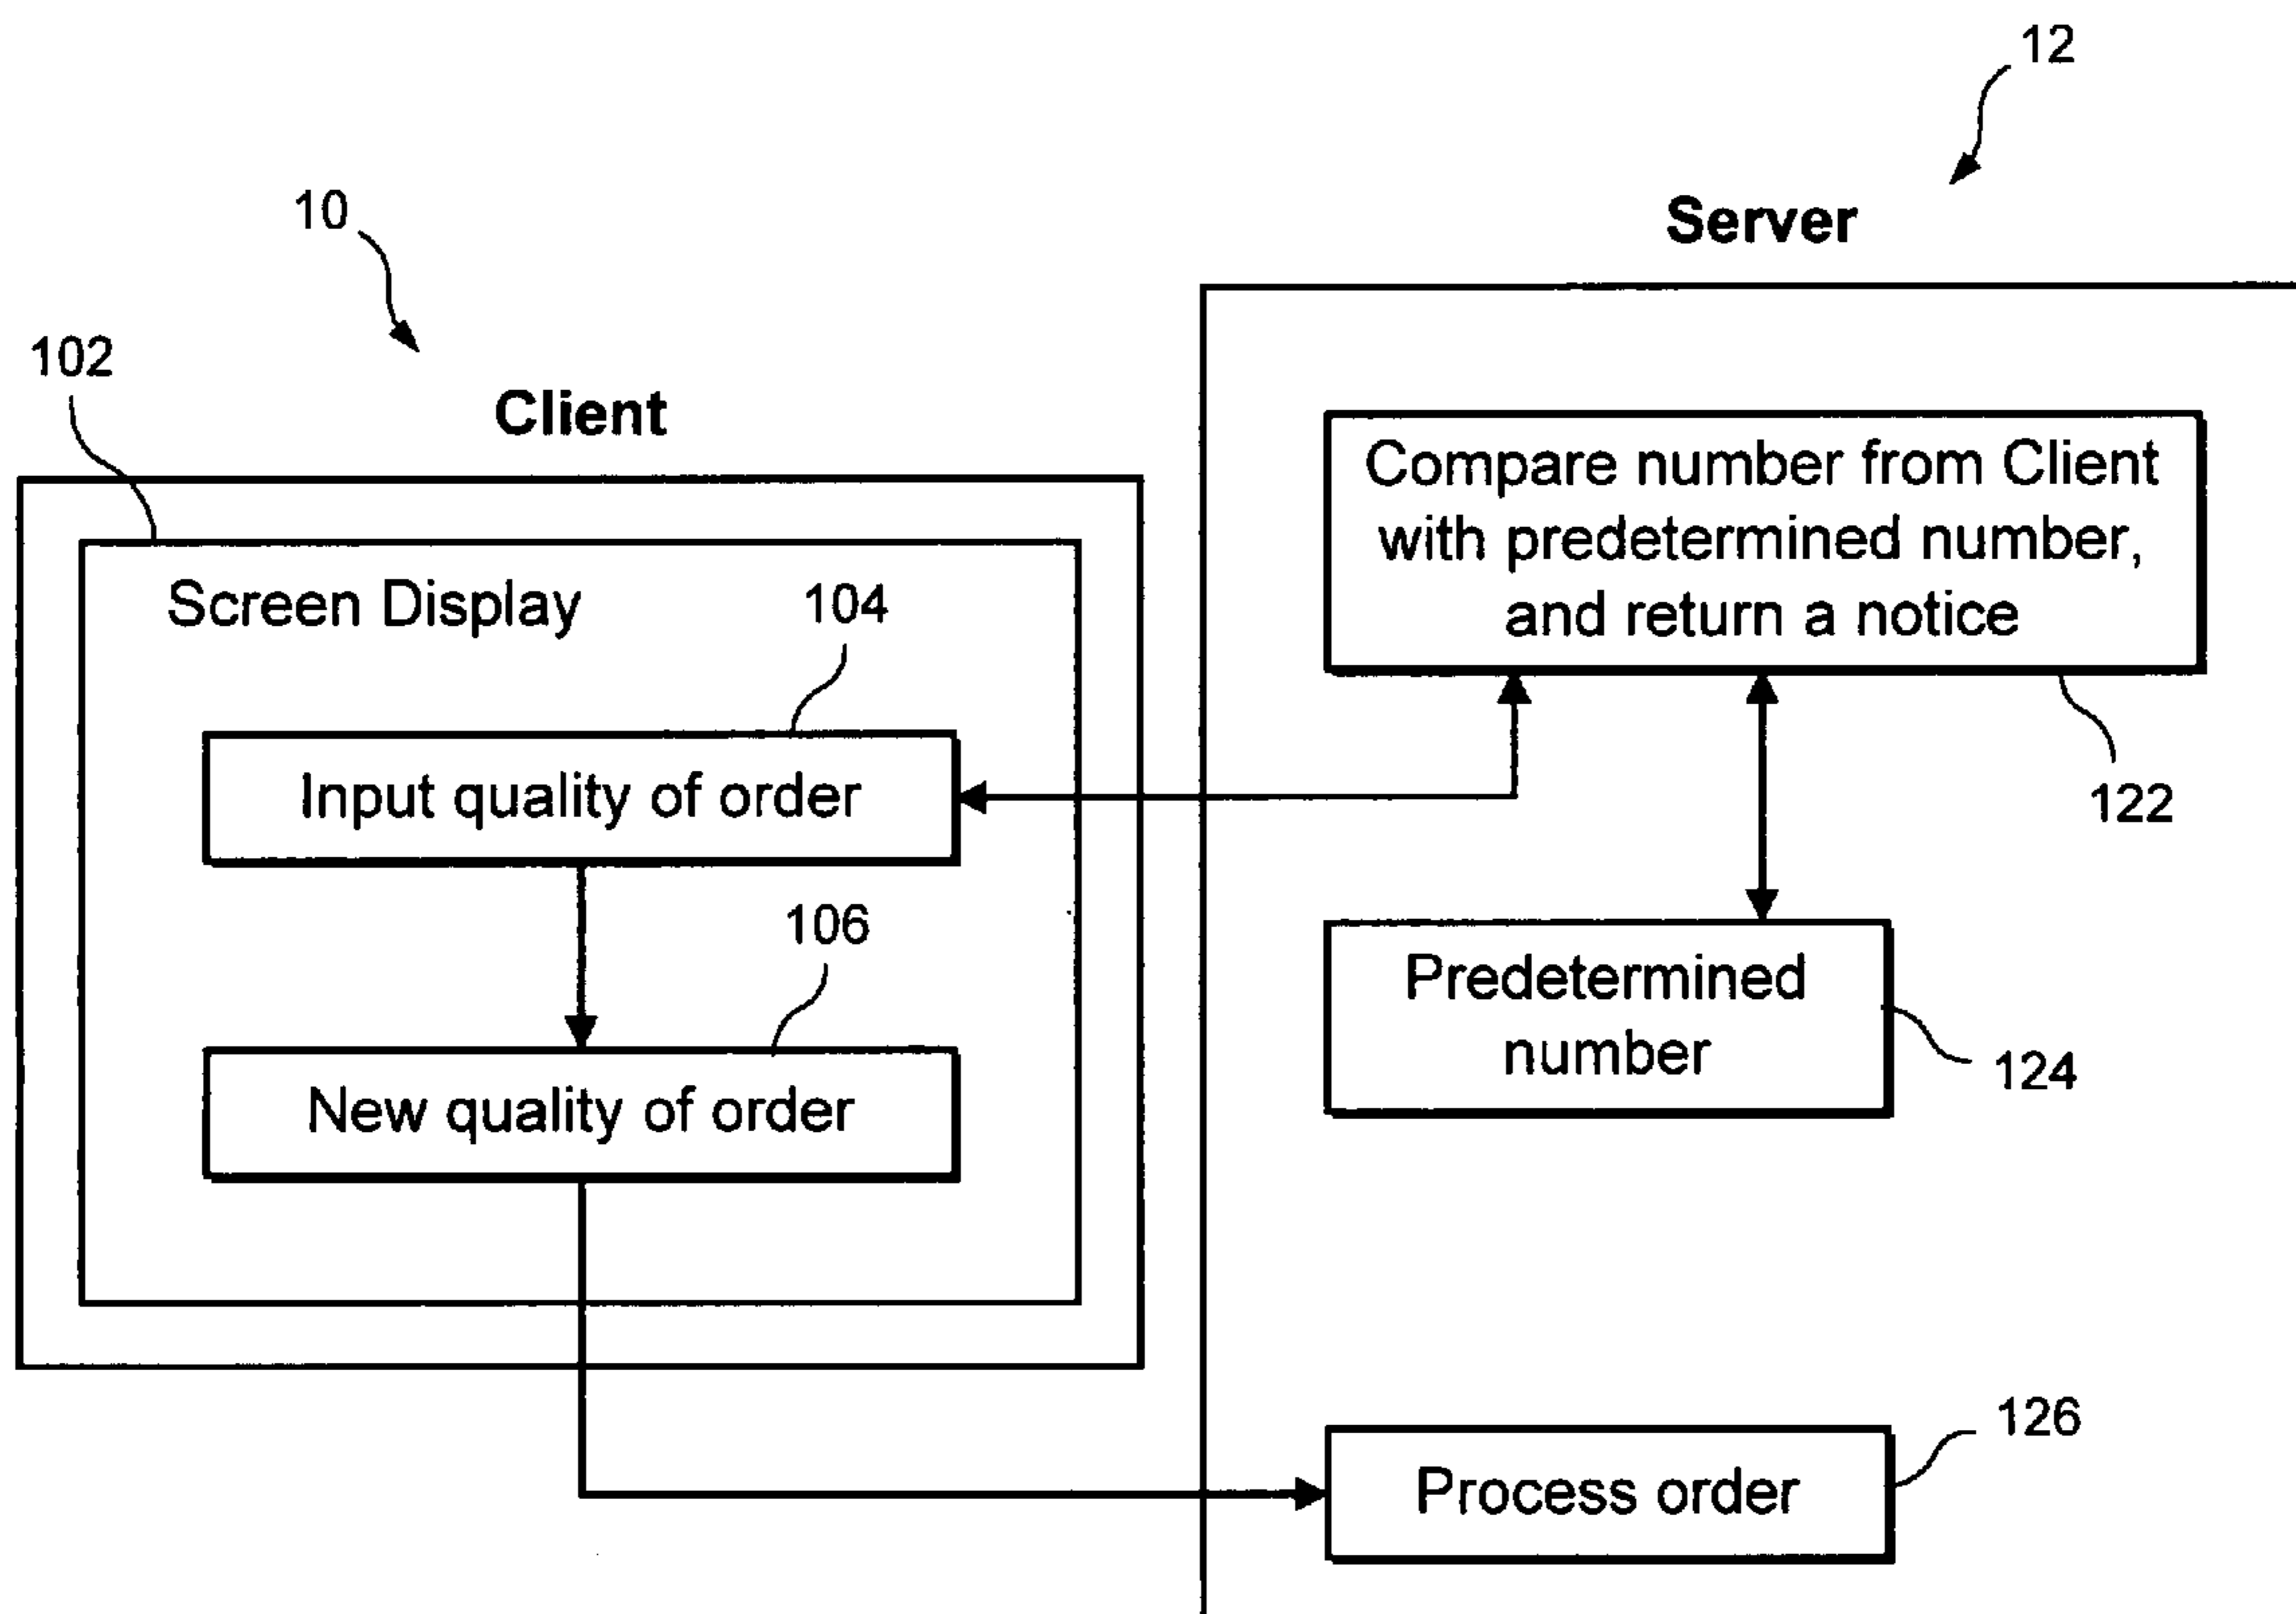 12
10
Server
102
Client
Compare number from Client
with predetermined number,
and return a notice
Screen Display
104
Input quality of order
122
106
Predetermined
number
124
New quality of order
126
Process order